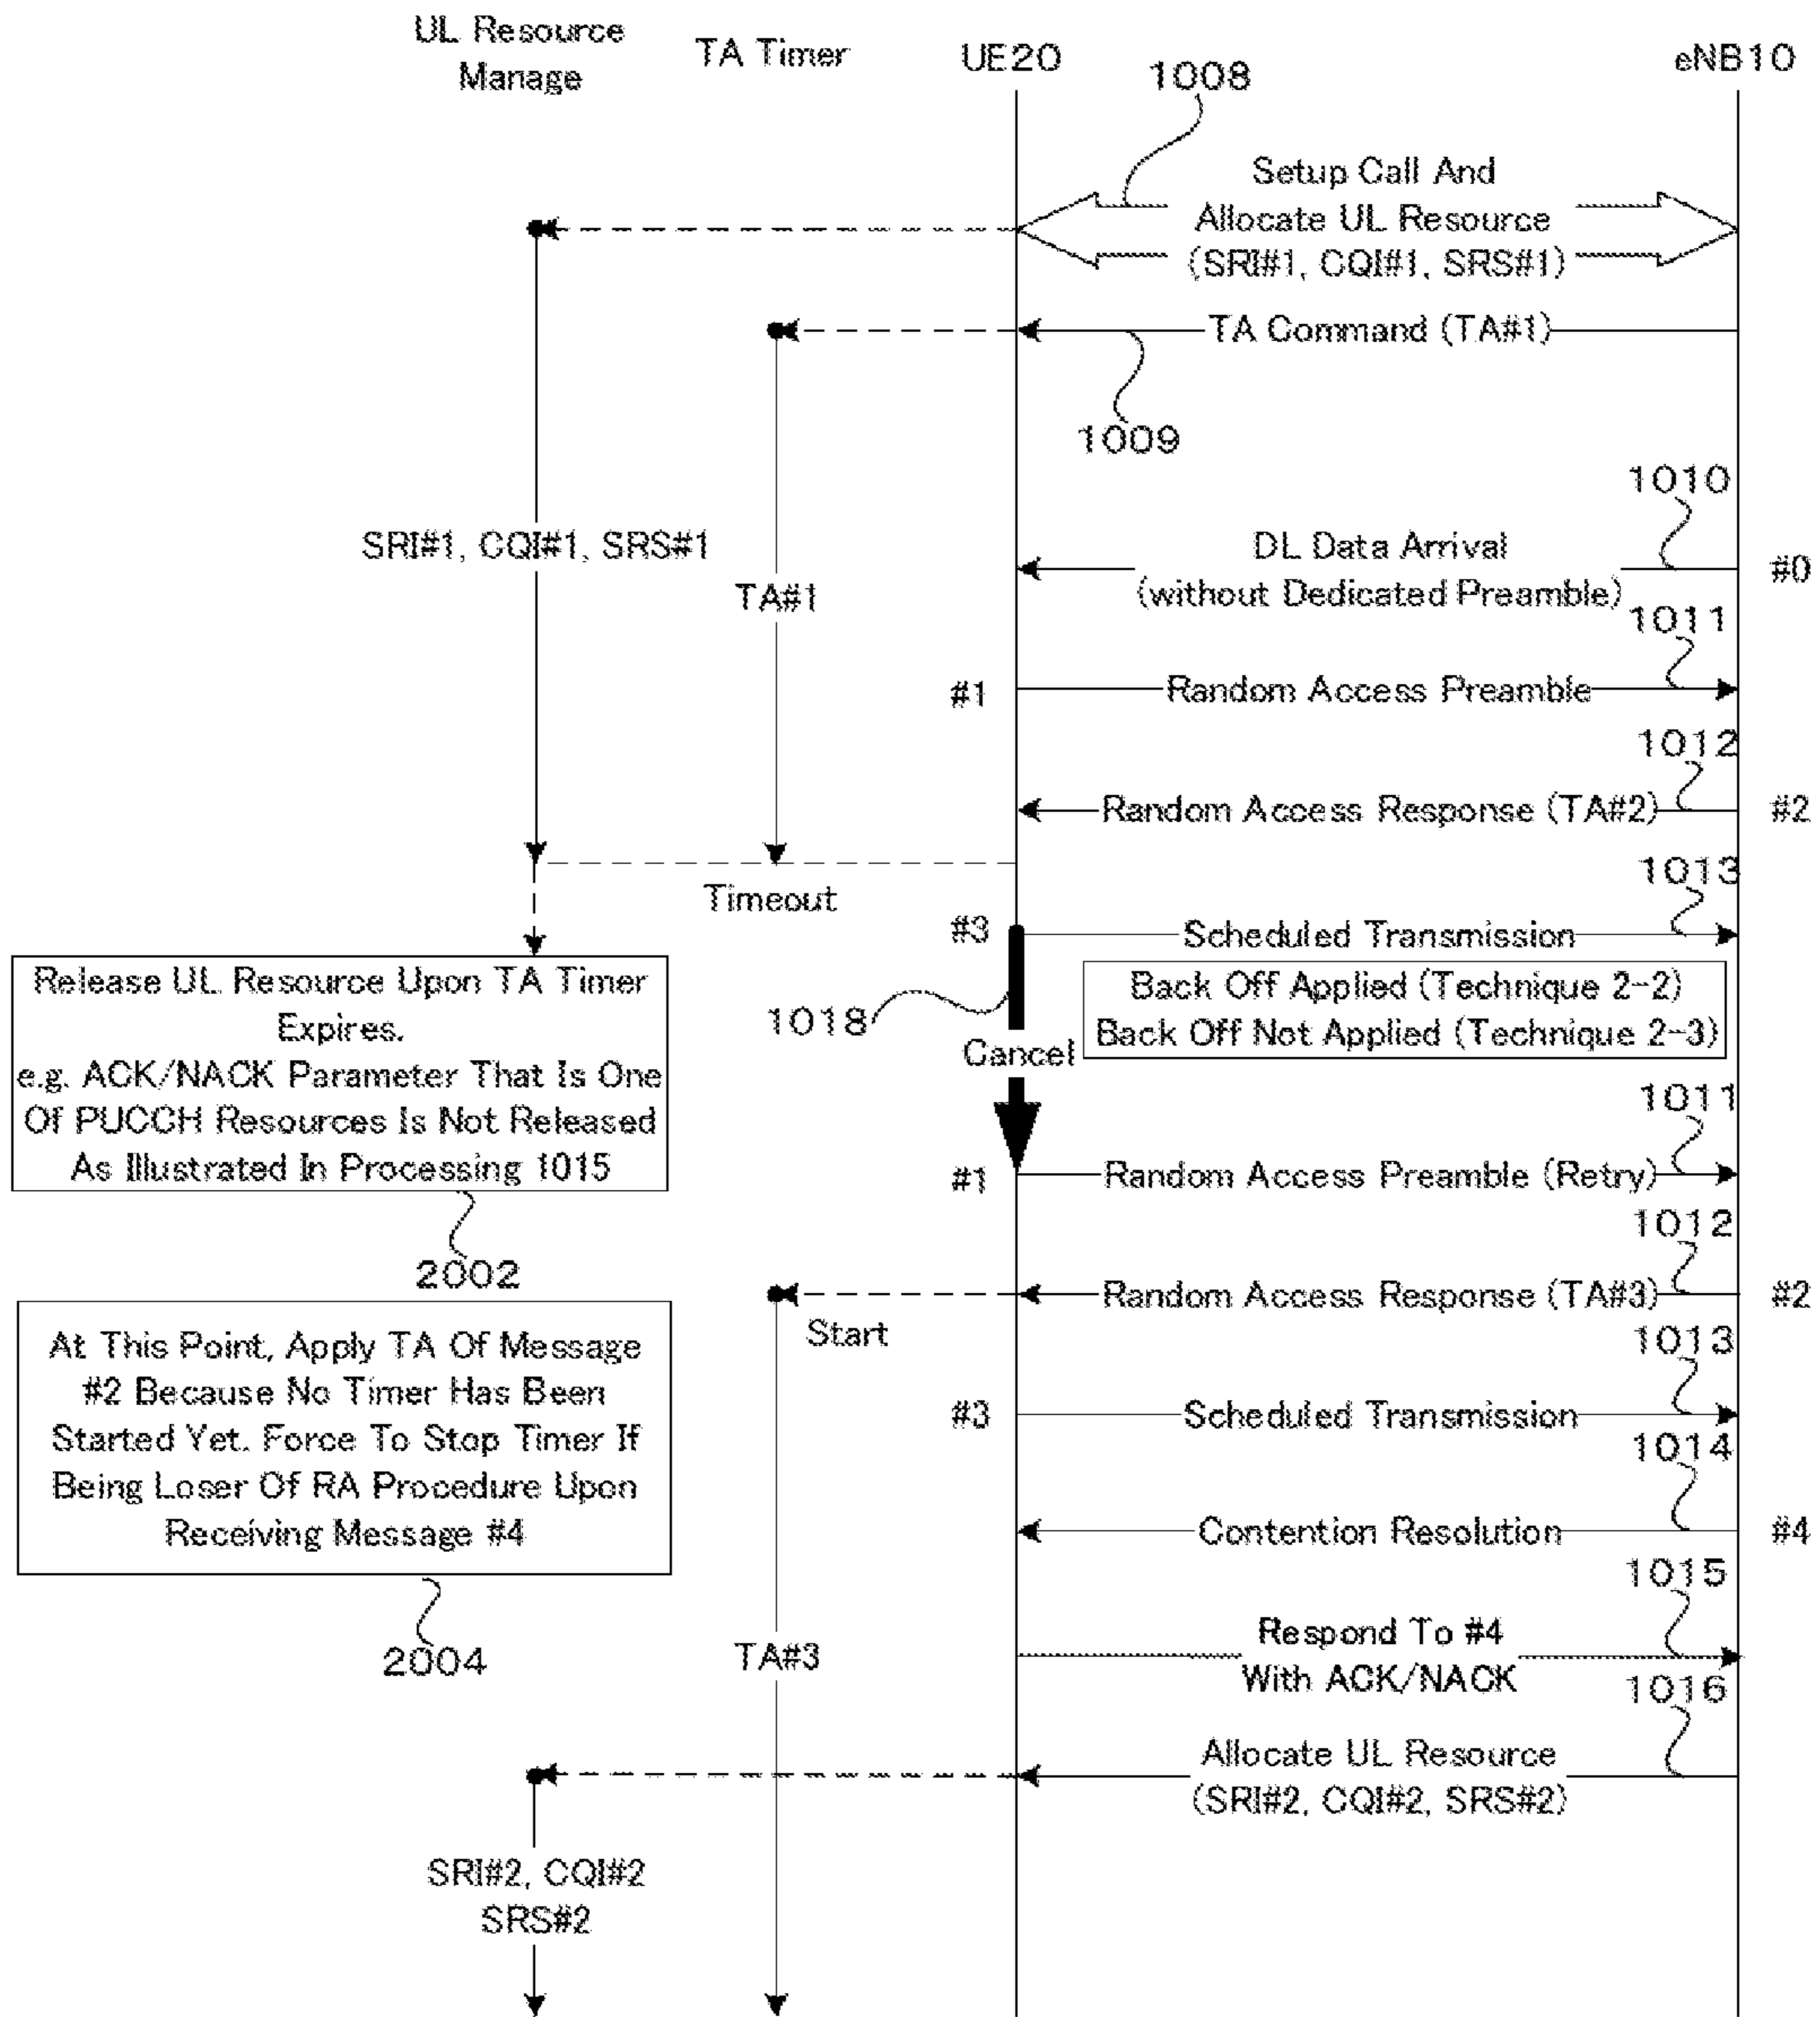 UL Resource
Manage
TA Timer
UE20
eNB10
1008
Setup Call And
Allocate UL Resource
(SRI#1, CQI#1, SRS#1)
TA Command (TA#1)
1009
1010
SRI#1, CQI#1, SRS#1
DL Data Arrival
(without Dedicated Preamble)
#0
TA#1
1011
#1
Random Access Preamble
1012
Random Access Response (TA#2)
#2
Timeout
1013
#3
Scheduled Transmission
Release UL Resource Upon TA Timer
Expires.
e.g. ACK/NACK Parameter That Is One
Of PUCCH Resources Is Not Released
As Illustrated In Processing 1015
2002
1018
Back Off Applied (Technique 2-2)
Back Off Not Applied (Technique 2-3)
Cancel
1011
#1
Random Access Preamble (Retry)
1012
Random Access Response (TA#3)
#2
Start
1013
At This Point, Apply TA Of Message
#2 Because No Timer Has Been
Started Yet. Force To Stop Timer If
Being Loser Of RA Procedure Upon
Receiving Message #4
2004
#3
Scheduled Transmission
1014
Contention Resolution
#4
1015
TA#3
Respond To #4
With ACK/NACK
1016
Allocate UL Resource
(SRI#2, CQI#2, SRS#2)
SRI#2, CQI#2
SRS#2